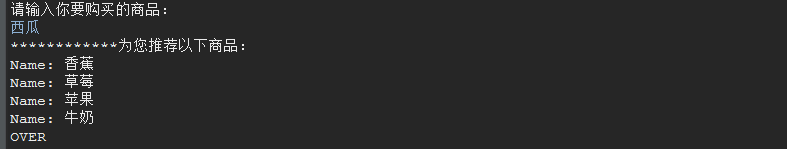 请输入你要购买的商品:
西瓜
************为您推荐以下商品:
Name: 香蕉
Name: 草莓
Name: 苹果
Name: 牛奶
OVER